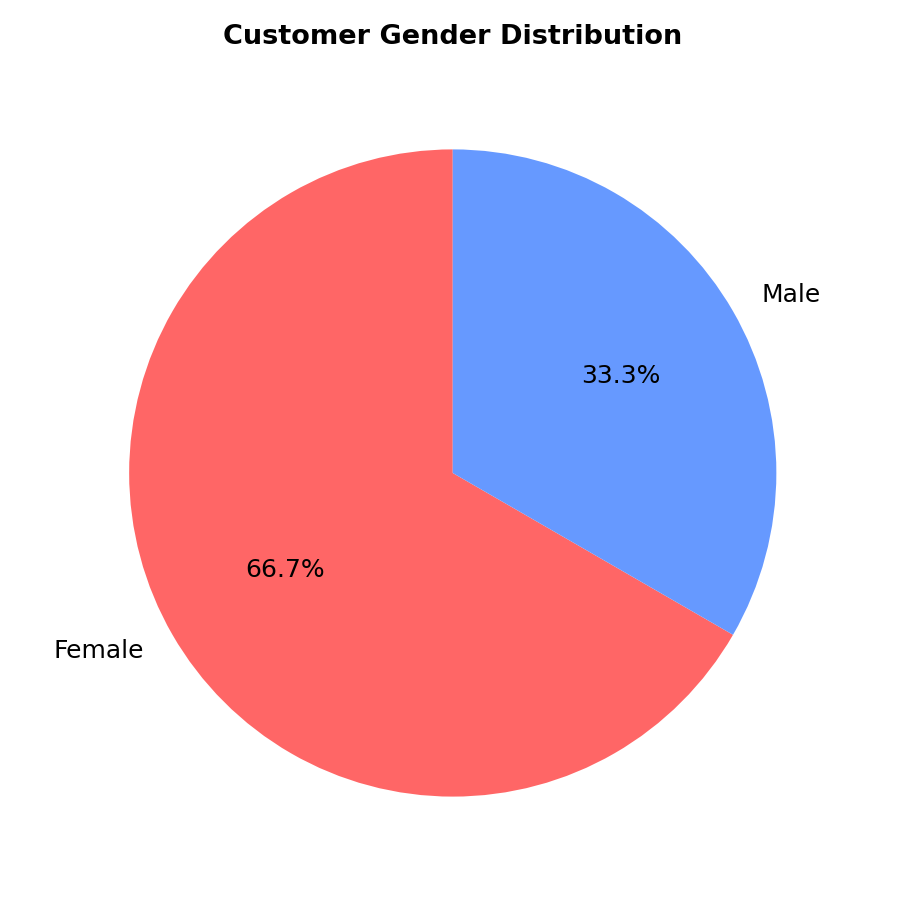 Customer Gender Distribution
Male
33.3%
66.7%
Female